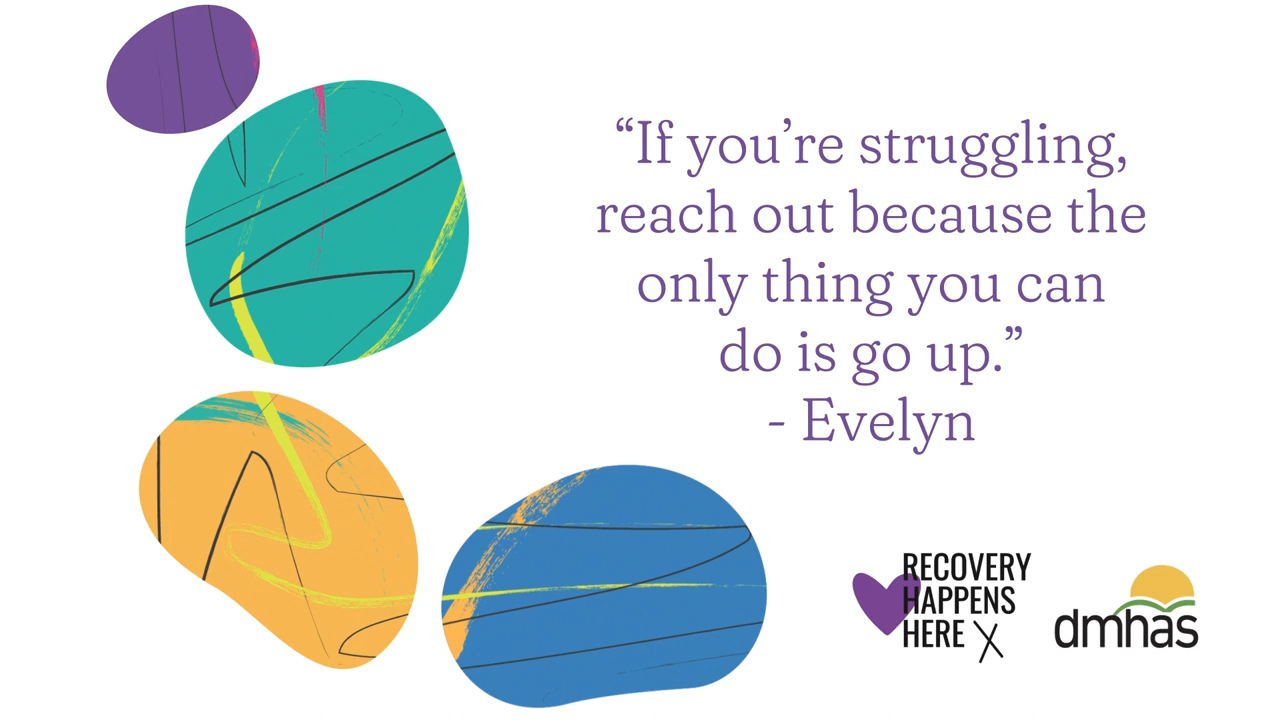 “If you’re struggling,
reach out because the
only thing you can
do is go up.”
- Evelyn
RECOVERY
HAPPENS
HERE
dmhas